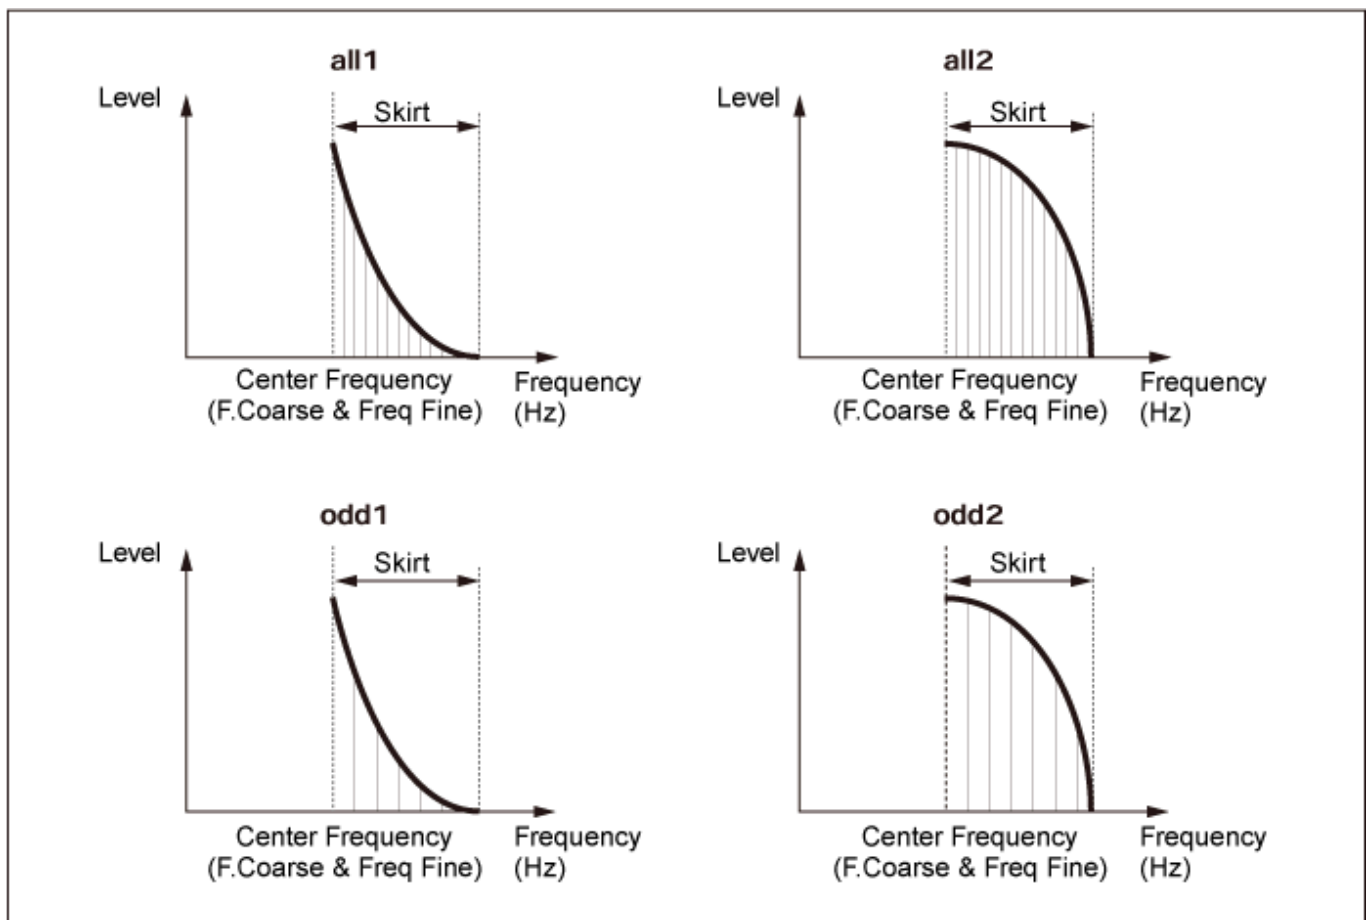 all1
Level
Skirt
Center Frequency
(F.Coarse & Freq Fine)
Frequency
(Hz)
all2
Level
Skirt
Center Frequency
(F.Coarse & Freq Fine)
Frequency
(Hz)
odd1
Level
Skirt
Center Frequency
(F.Coarse & Freq Fine)
Frequency
(Hz)
odd2
Level
Skirt
Center Frequency
(F.Coarse & Freq Fine)
Frequency
(Hz)